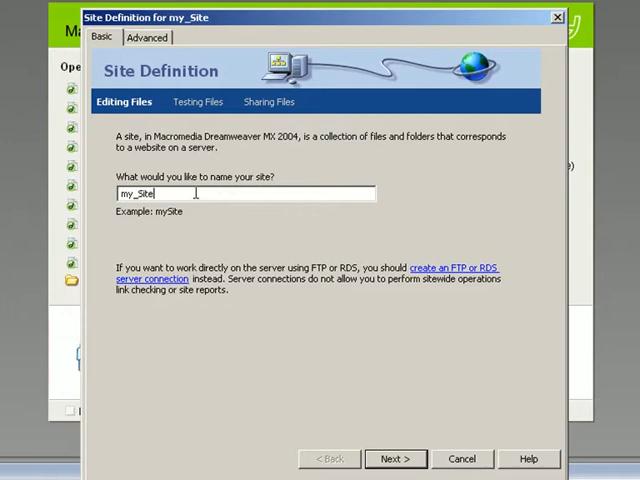 Site Definition for my_Site
Ma
Basic
Advanced
Ope
Site Definition
Editing Files
Testing Files
Sharing Files
A site, in Macromedia Dreamweaver MX 2004, is a collection of files and folders that corresponds
to a website on a server.
What would you like to name your site?
my_Site
Example: mySite
If you want to work directly on the server using FTP or RDS, you should create an FTP or RDS
server connection instead. Server connections do not allow you to perform sitewide operations
link checking or site reports.
< Back
Next >
Cancel
Help